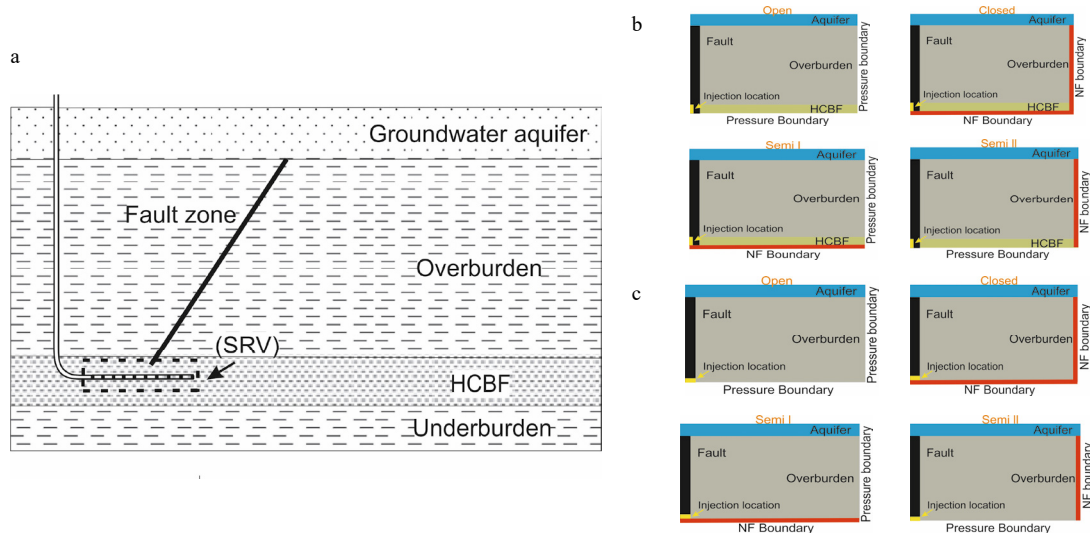 a
Groundwater aquifer
Fault zone
Overburden
(SRV)
HCBF
Underburden
b
Open
Aquifer
Fault
Overburden
Injection location
HCBF
Pressure Boundary
Pressure boundary
Closed
Aquifer
Fault
Overburden
Injection location
HCBF
NF Boundary
NF boundary
Semi I
Aquifer
Fault
Overburden
Injection location
HCBF
NF Boundary
Pressure boundary
Semi II
Aquifer
Fault
Overburden
Injection location
HCBF
Pressure Boundary
NF boundary
c
Open
Aquifer
Fault
Overburden
Injection location
Pressure Boundary
Pressure boundary
Closed
Aquifer
Fault
Overburden
Injection location
NF Boundary
NF boundary
Semi I
Aquifer
Fault
Overburden
Injection location
NF Boundary
Pressure boundary
Semi II
Aquifer
Fault
Overburden
Injection location
Pressure Boundary
NF boundary